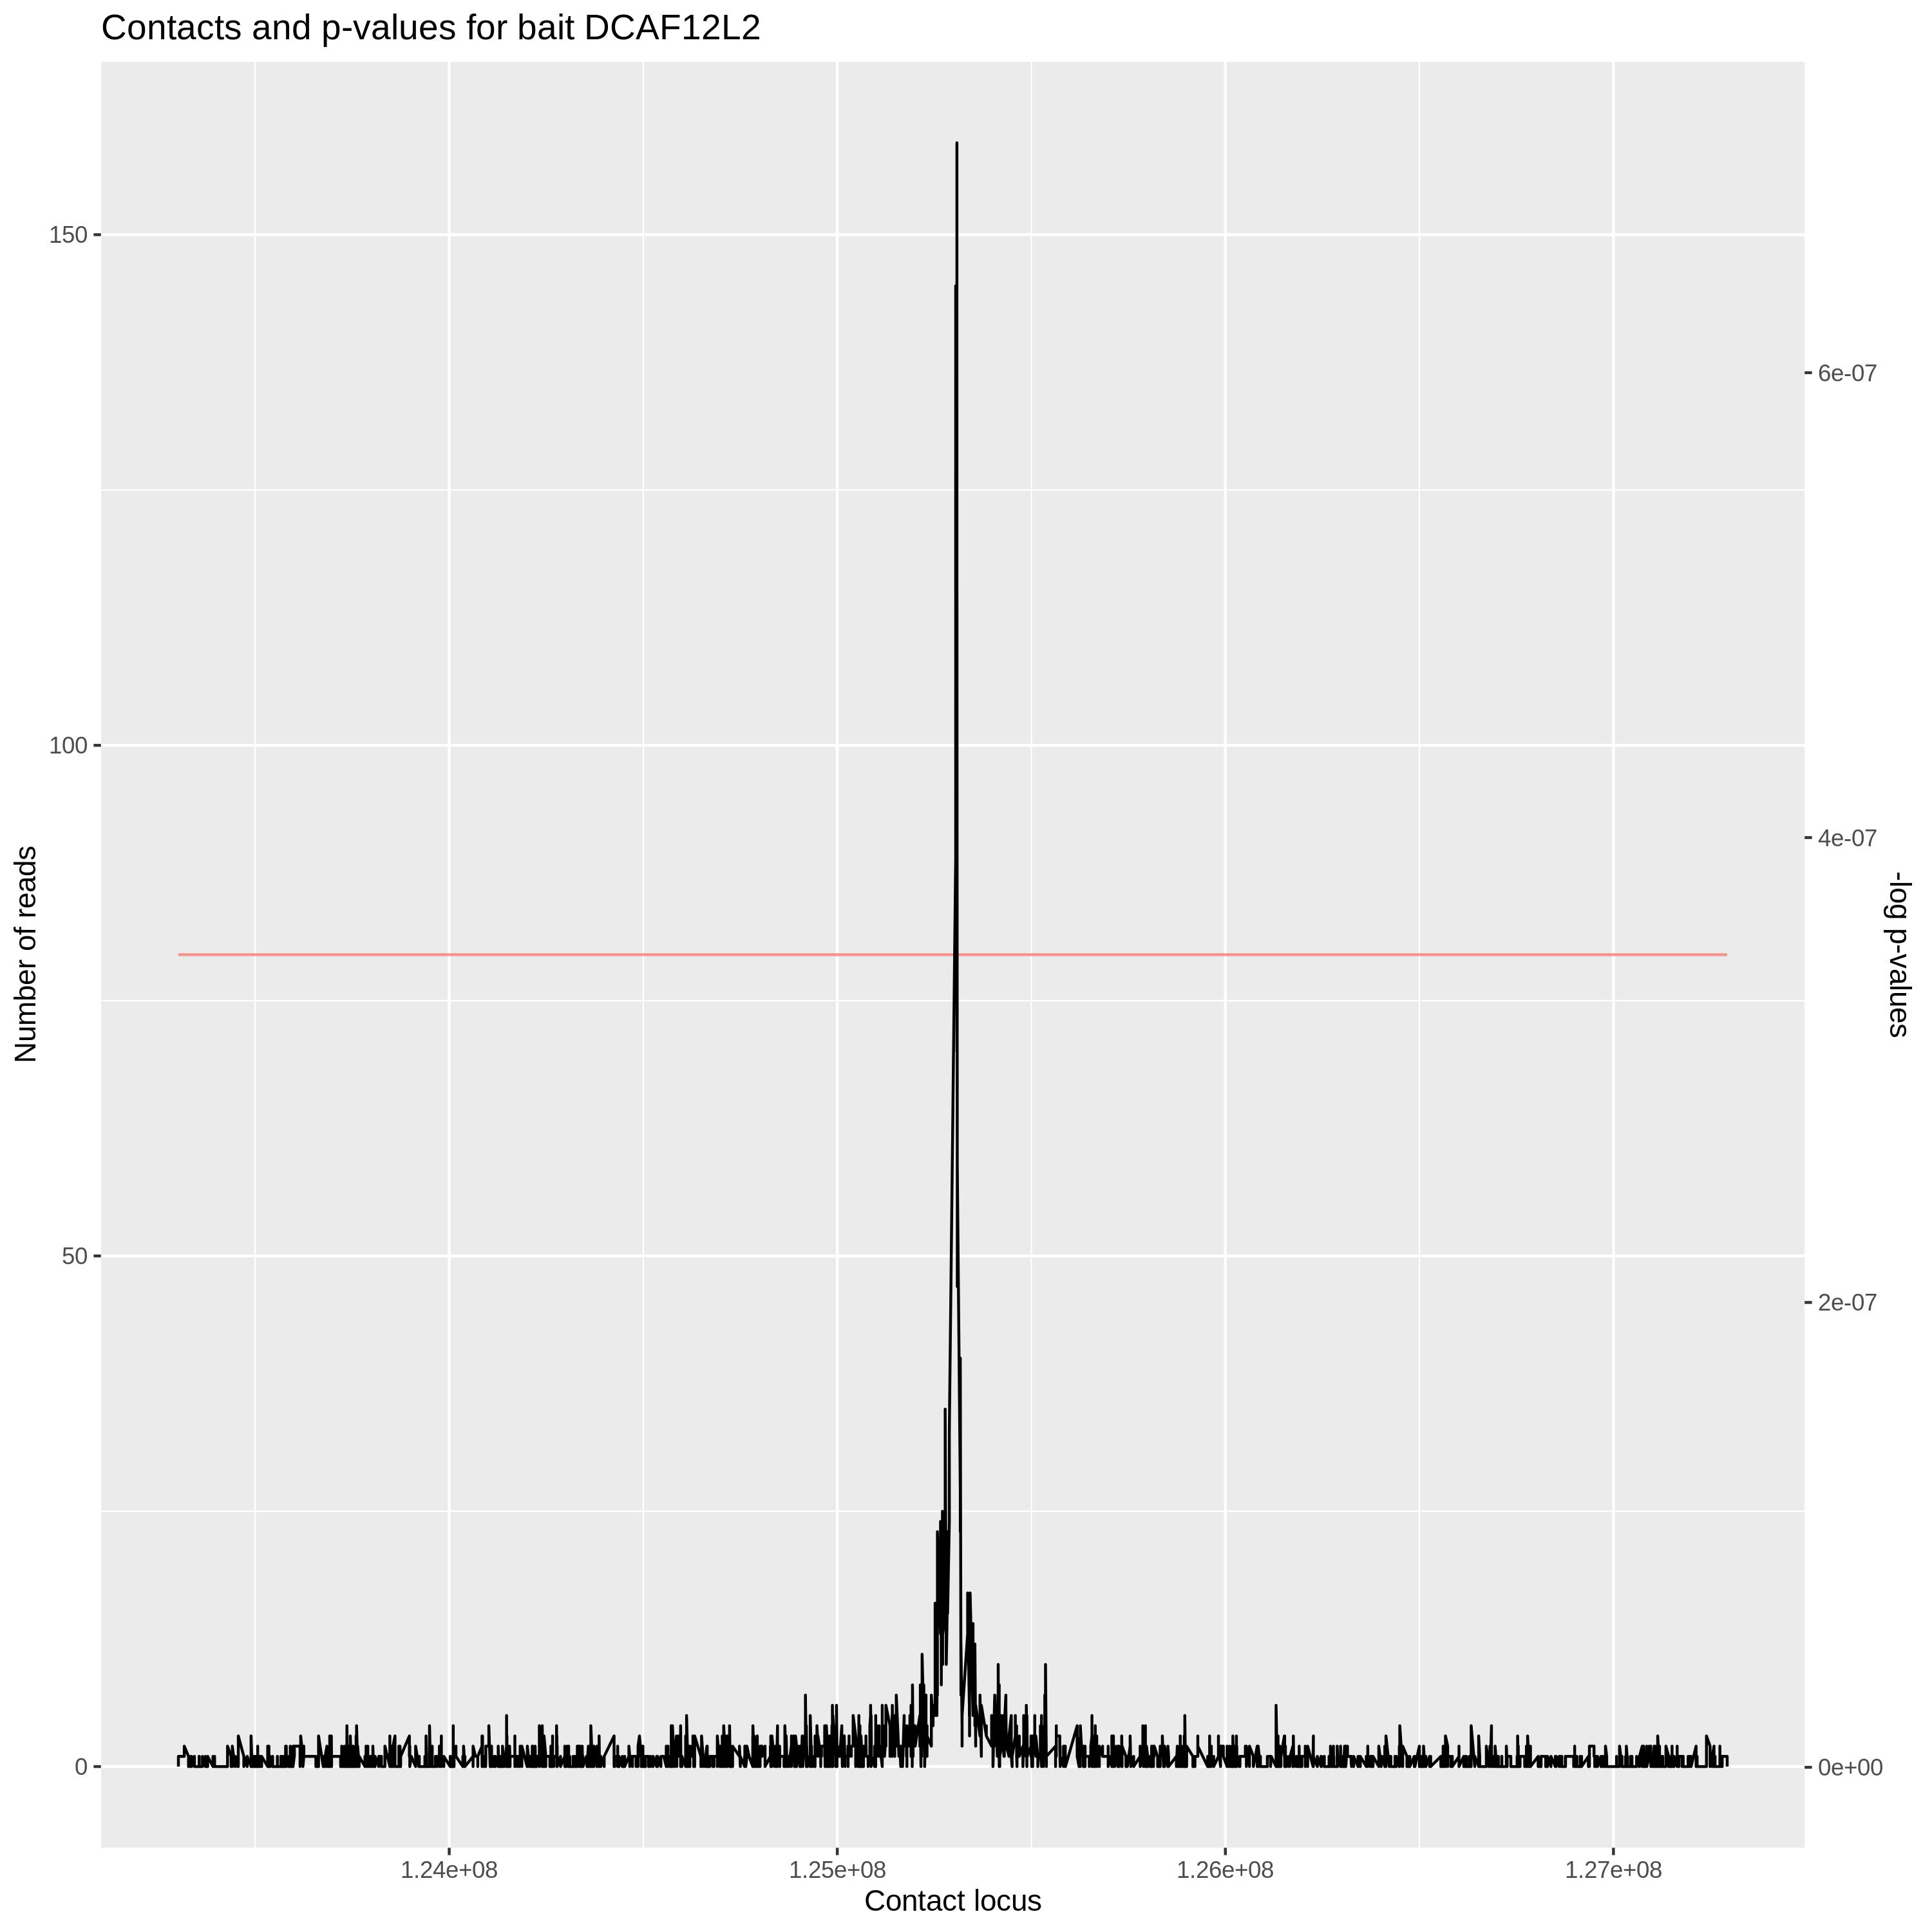 Contacts and p-values for bait DCAF12L2
150
100
50
0
Number of reads
6e-07
4e-07
2e-07
0e+00
-log p-values
1.24e+08
1.25e+08
1.26e+08
1.27e+08
Contact locus